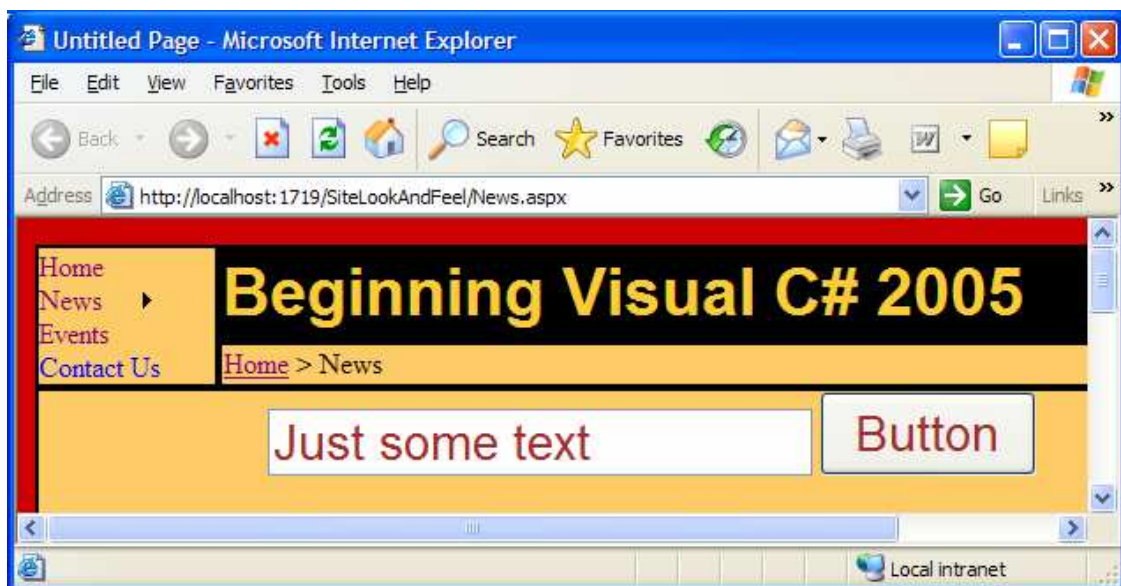 Untitled Page - Microsoft Internet Explorer
File Edit View Favorites Tools Help
Back Search Favorites W
Address http://localhost:1719/SiteLookAndFeel/News.aspx Go Links
Home
News
Events
Contact Us
Beginning Visual C# 2005
Home > News
Just some text
Button
Local intranet